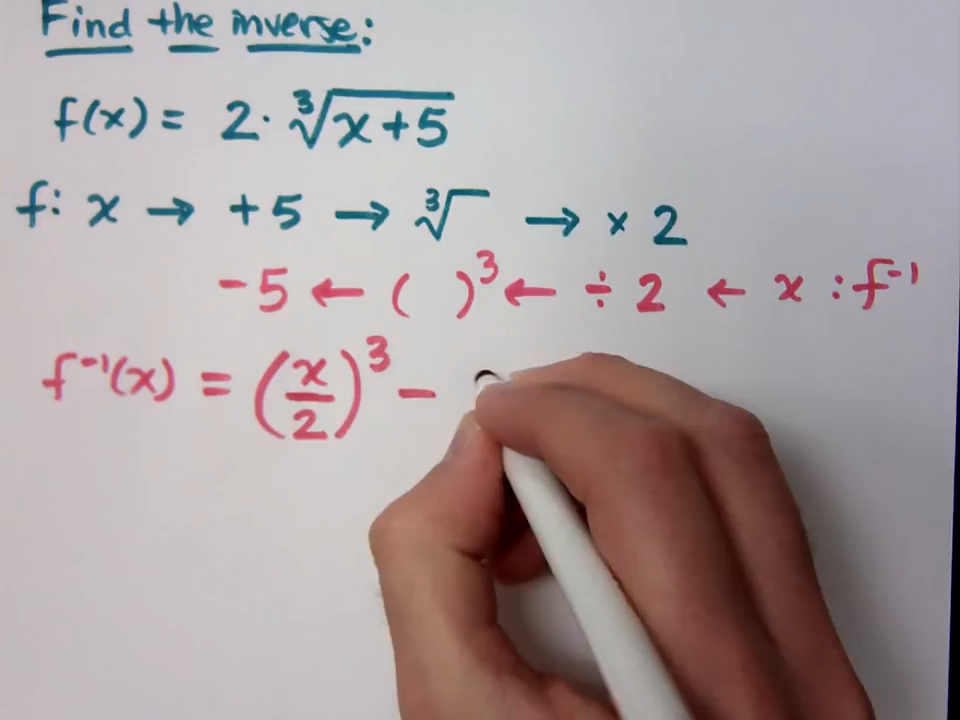 Find the inverse:
f(x) = 2 · ∛(x+5)
f: x → +5 → ∛ → × 2
-5 ← ( )³ ← ÷ 2 ← x : f⁻¹
f⁻¹(x) = (x/2)³ -